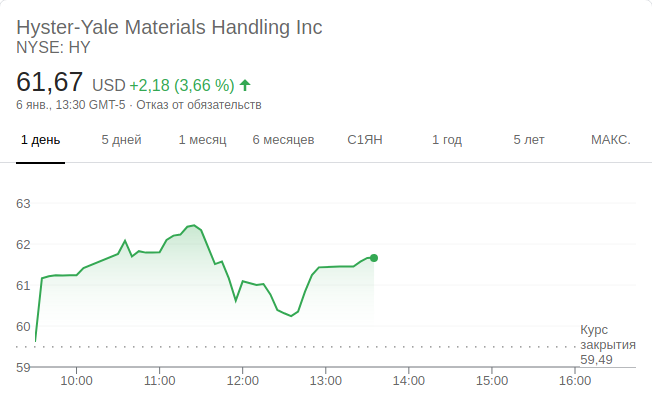 Hyster-Yale Materials Handling Inc
NYSE: HY
61,67 USD +2,18 (3,66 %)
6 янв., 13:30 GMT-5 · Отказ от обязательств
1 день 5 дней 1 месяц 6 месяцев С1ЯН 1 год 5 лет МАКС.
63
62
61
60
59
Курс
закрытия
59,49
10:00 11:00 12:00 13:00 14:00 15:00 16:00